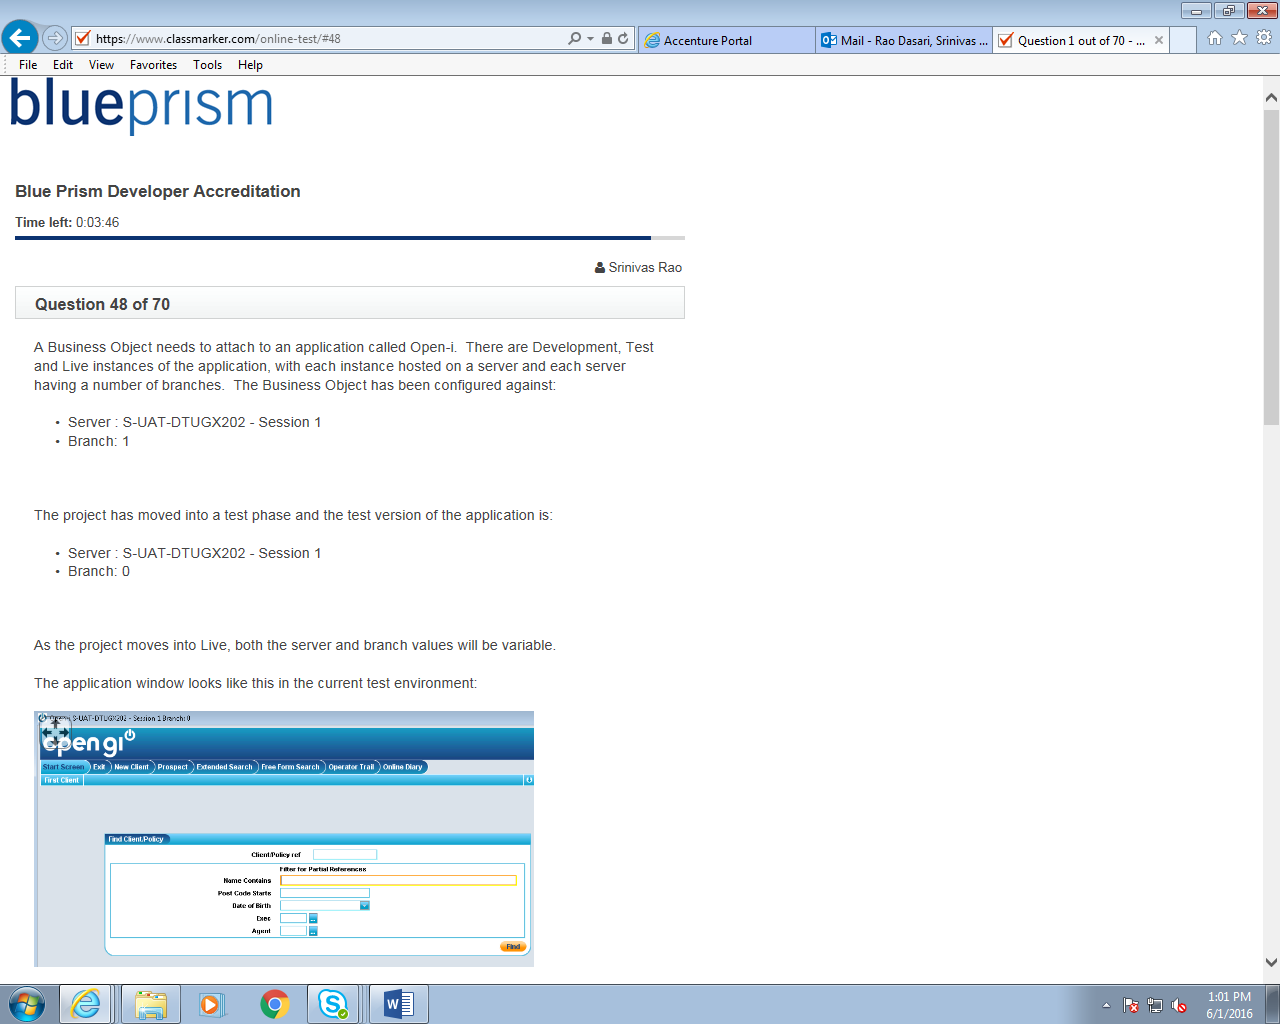 https://www.classmarker.com/online-test/#48
Accenture Portal
Mail - Rao Dasari, Srinivas ...
Question 1 out of 70 - ...
File Edit View Favorites Tools Help
blueprism
Blue Prism Developer Accreditation
Time left: 0:03:46
Srinivas Rao
Question 48 of 70
A Business Object needs to attach to an application called Open-i. There are Development, Test
and Live instances of the application, with each instance hosted on a server and each server
having a number of branches. The Business Object has been configured against:
• Server : S-UAT-DTUGX202 - Session 1
• Branch: 1
The project has moved into a test phase and the test version of the application is:
• Server : S-UAT-DTUGX202 - Session 1
• Branch: 0
As the project moves into Live, both the server and branch values will be variable.
The application window looks like this in the current test environment:
S-UAT-DTUGX202 - Session 1 Branch: 0
open gi
Start Screen Exit New Client Prospect Extended Search Free Form Search Operator Trail Online Diary
First Client
Find Client/Policy
Client/Policy ref
Filter for Partial References
Name Contains
Post Code Starts
Date of Birth
Exec
Agent
Find
1:01 PM
6/1/2016